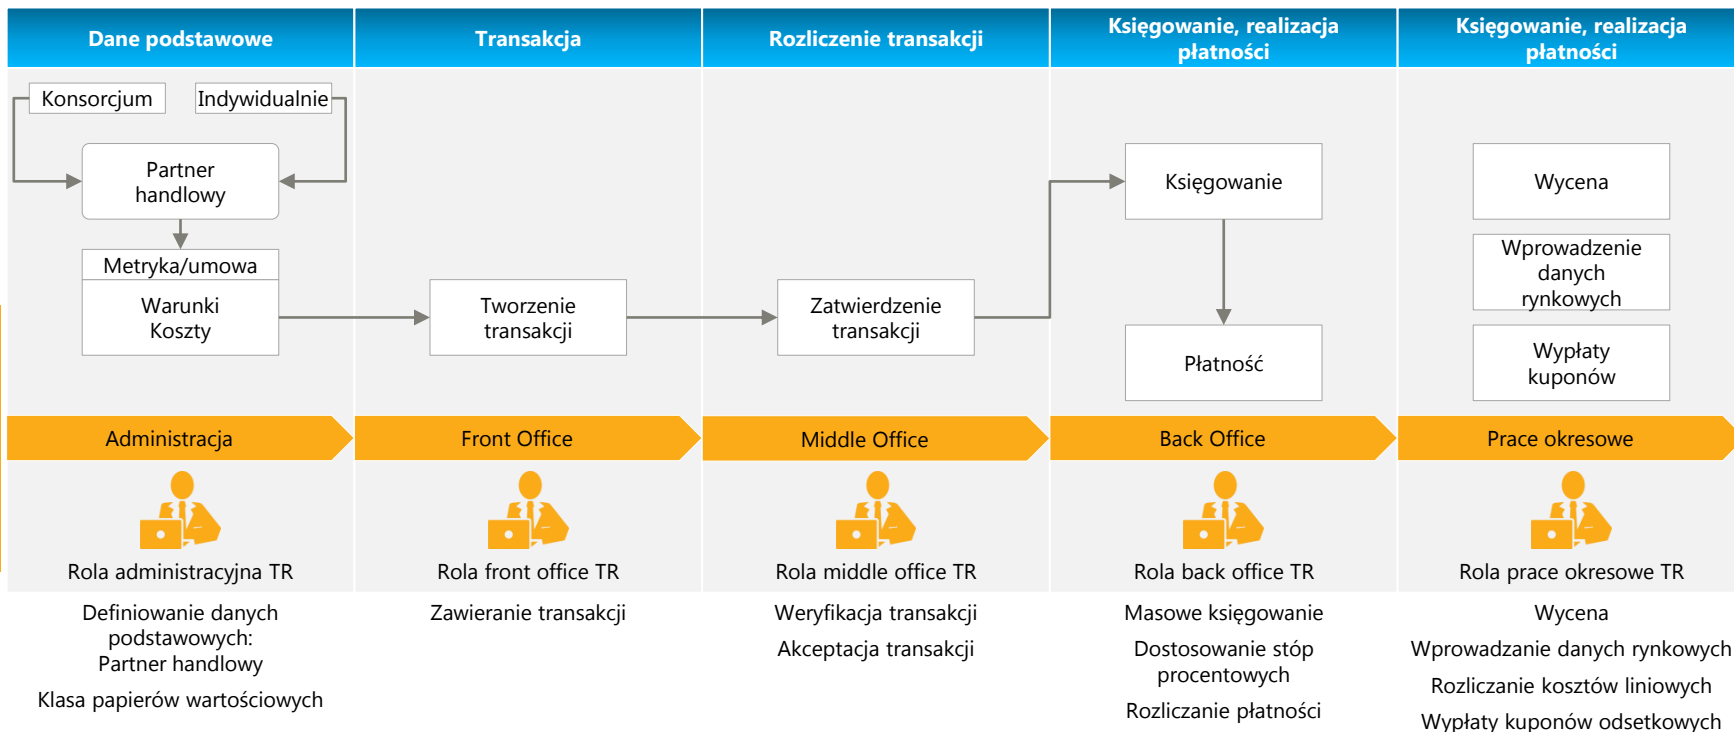 Dane podstawowe
Transakcja
Rozliczenie transakcji
Księgowanie, realizacja
płatności
Księgowanie, realizacja
płatności
Konsorcjum
Indywidualnie
Partner
handlowy
Metryka/umowa
Warunki
Koszty
Tworzenie
transakcji
Zatwierdzenie
transakcji
Księgowanie
Płatność
Wycena
Wprowadzenie
danych
rynkowych
Wypłaty
kuponów
Administracja
Front Office
Middle Office
Back Office
Prace okresowe
Rola administracyjna TR
Rola front office TR
Rola middle office TR
Rola back office TR
Rola prace okresowe TR
Definiowanie danych
podstawowych:
Partner handlowy
Klasa papierów wartościowych
Zawieranie transakcji
Weryfikacja transakcji
Akceptacja transakcji
Masowe księgowanie
Dostosowanie stóp
procentowych
Rozliczanie płatności
Wycena
Wprowadzanie danych rynkowych
Rozliczanie kosztów liniowych
Wypłaty kuponów odsetkowych